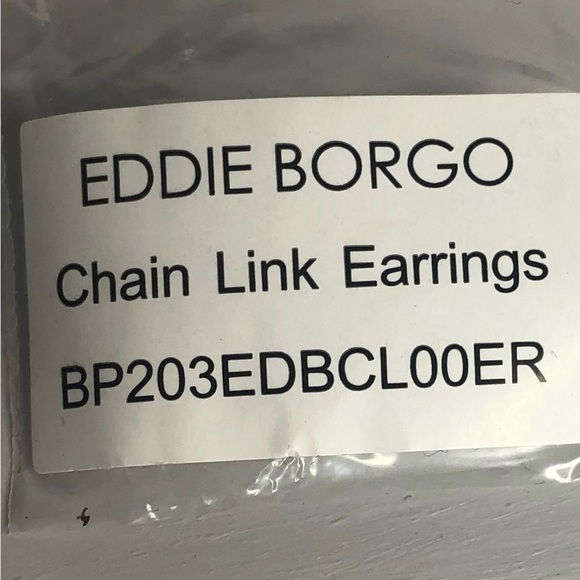 EDDIE BORGO
Chain Link Earrings
BP203EDBCL00ER